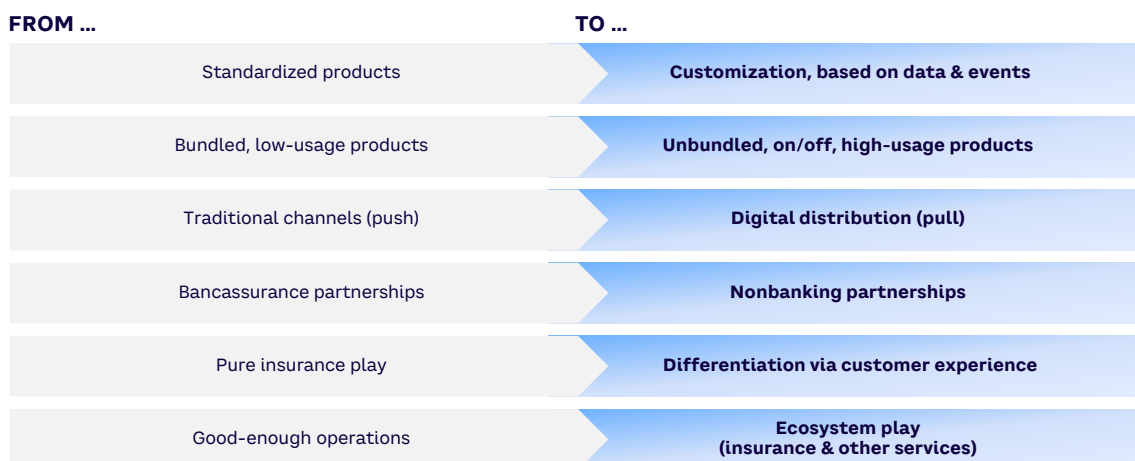 FROM ...
TO ...
Standardized products
Customization, based on data & events
Bundled, low-usage products
Unbundled, on/off, high-usage products
Traditional channels (push)
Digital distribution (pull)
Bancassurance partnerships
Nonbanking partnerships
Pure insurance play
Differentiation via customer experience
Good-enough operations
Ecosystem play
(insurance & other services)